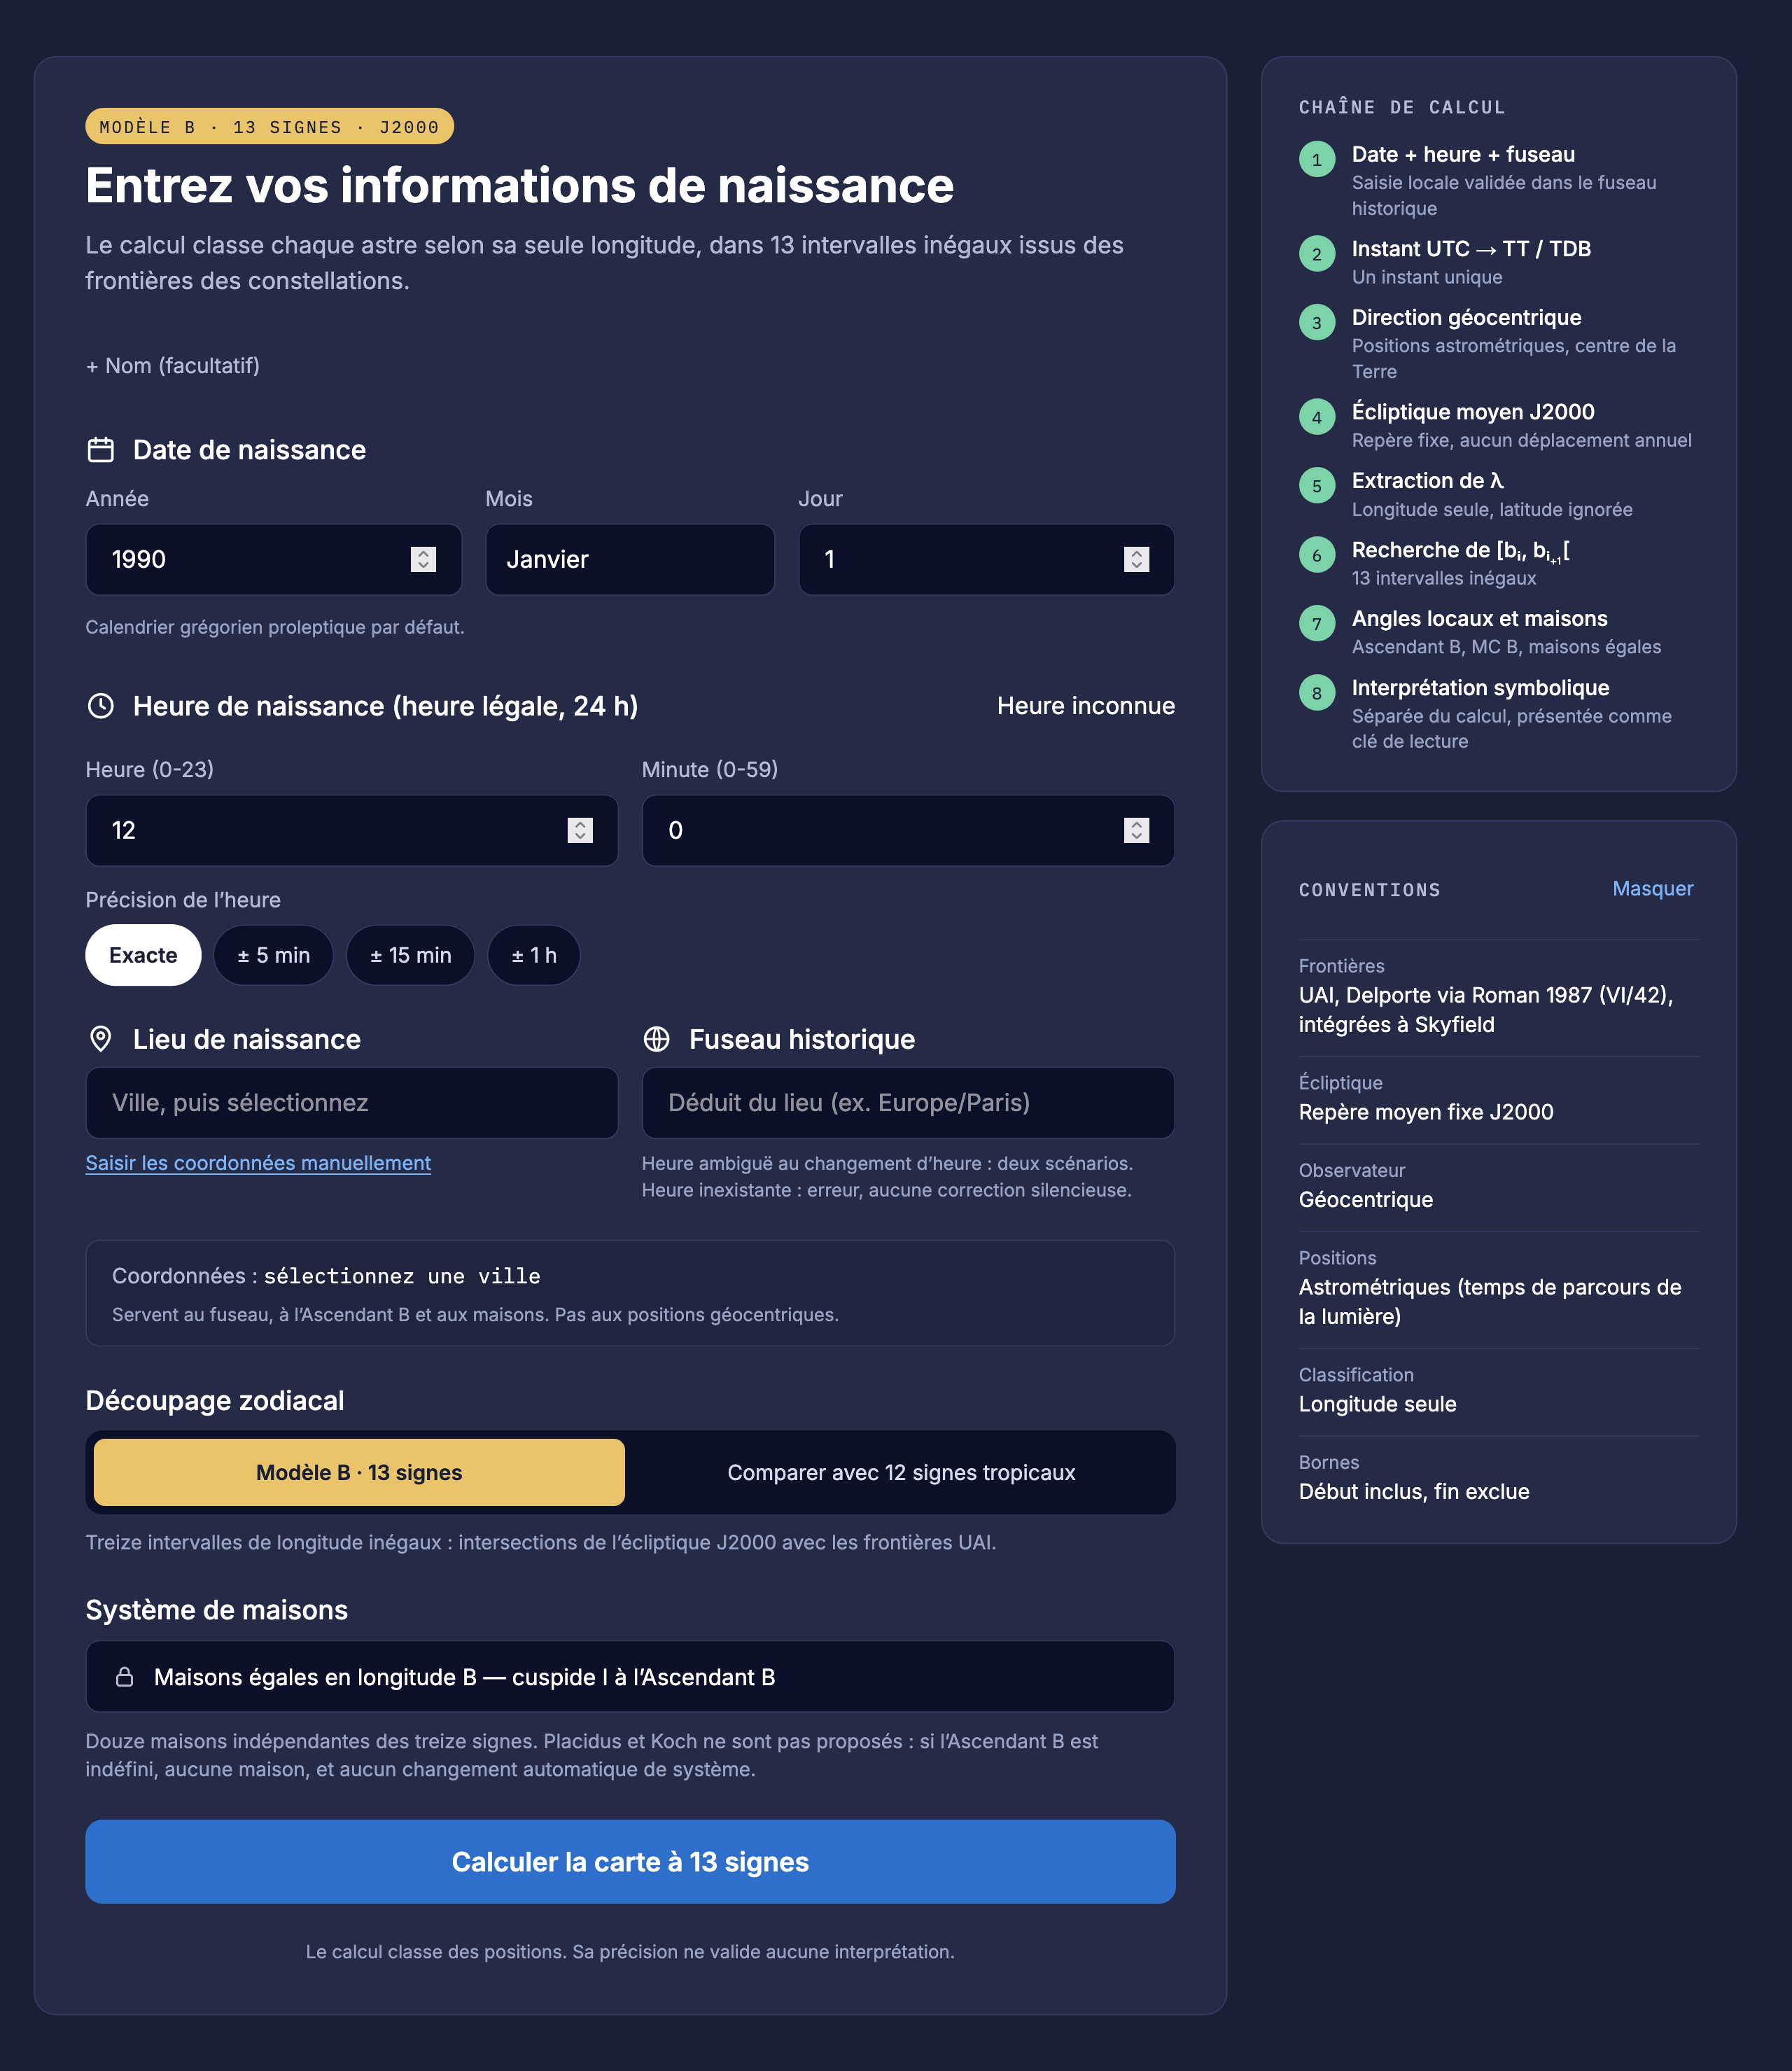 MODÈLE B · 13 SIGNES · J2000
Entrez vos informations de naissance
Le calcul classe chaque astre selon sa seule longitude, dans 13 intervalles inégaux issus des
frontières des constellations.
+ Nom (facultatif)
Date de naissance
Année
Mois
Jour
1990
Janvier
1
Calendrier grégorien proleptique par défaut.
Heure de naissance (heure légale, 24 h)
Heure inconnue
Heure (0-23)
Minute (0-59)
12
0
Précision de l’heure
Exacte
± 5 min
± 15 min
± 1 h
Lieu de naissance
Ville, puis sélectionnez
Saisir les coordonnées manuellement
Fuseau historique
Déduit du lieu (ex. Europe/Paris)
Heure ambiguë au changement d’heure : deux scénarios.
Heure inexistante : erreur, aucune correction silencieuse.
Coordonnées : sélectionnez une ville
Servent au fuseau, à l’Ascendant B et aux maisons. Pas aux positions géocentriques.
Découpage zodiacal
Modèle B · 13 signes
Comparer avec 12 signes tropicaux
Treize intervalles de longitude inégaux : intersections de l’écliptique J2000 avec les frontières UAI.
Système de maisons
Maisons égales en longitude B — cuspide I à l’Ascendant B
Douze maisons indépendantes des treize signes. Placidus et Koch ne sont pas proposés : si l’Ascendant B est
indéfini, aucune maison, et aucun changement automatique de système.
Calculer la carte à 13 signes
Le calcul classe des positions. Sa précision ne valide aucune interprétation.
CHAÎNE DE CALCUL
1
Date + heure + fuseau
Saisie locale validée dans le fuseau
historique
2
Instant UTC → TT / TDB
Un instant unique
3
Direction géocentrique
Positions astrométriques, centre de la
Terre
4
Écliptique moyen J2000
Repère fixe, aucun déplacement annuel
5
Extraction de λ
Longitude seule, latitude ignorée
6
Recherche de [bᵢ, bᵢ₊₁[
13 intervalles inégaux
7
Angles locaux et maisons
Ascendant B, MC B, maisons égales
8
Interprétation symbolique
Séparée du calcul, présentée comme
clé de lecture
CONVENTIONS
Masquer
Frontières
UAI, Delporte via Roman 1987 (VI/42),
intégrées à Skyfield
Écliptique
Repère moyen fixe J2000
Observateur
Géocentrique
Positions
Astrométriques (temps de parcours de
la lumière)
Classification
Longitude seule
Bornes
Début inclus, fin exclue